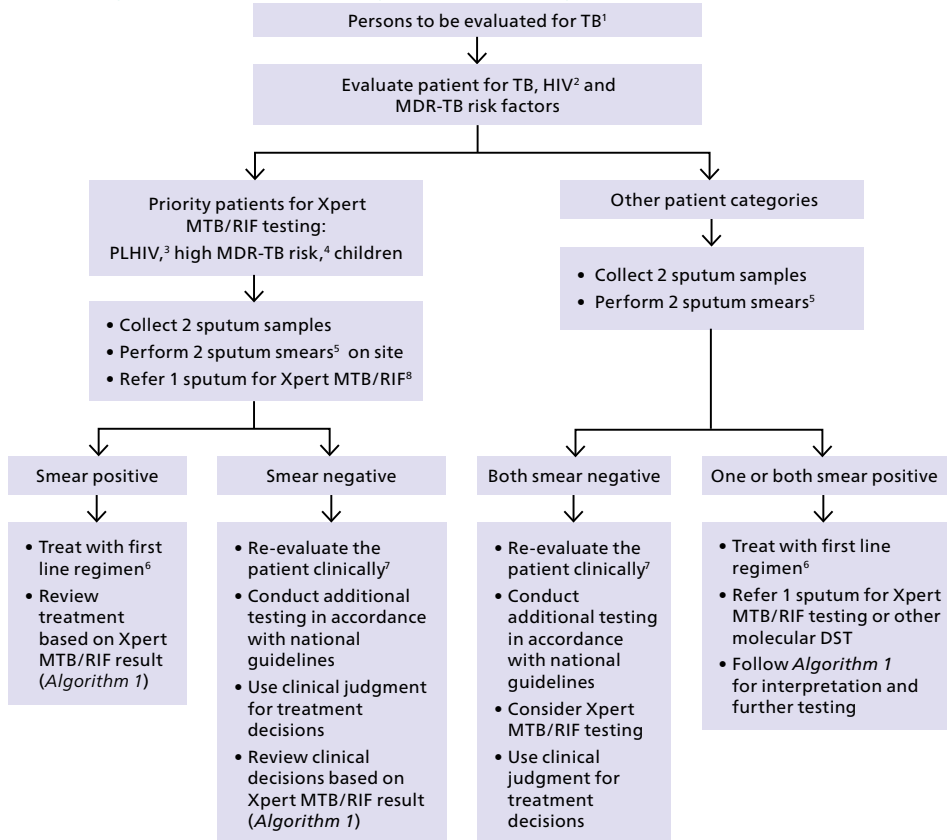 Persons to be evaluated for TB¹
Evaluate patient for TB, HIV² and
MDR-TB risk factors
Priority patients for Xpert
MTB/RIF testing:
PLHIV,³ high MDR-TB risk,⁴ children
Other patient categories
• Collect 2 sputum samples
• Perform 2 sputum smears⁵ on site
• Refer 1 sputum for Xpert MTB/RIF⁸
• Collect 2 sputum samples
• Perform 2 sputum smears⁵
Smear positive
Smear negative
Both smear negative
One or both smear positive
• Treat with first
line regimen⁶
• Review
treatment
based on Xpert
MTB/RIF result
(Algorithm 1)
• Re-evaluate the
patient clinically⁷
• Conduct additional
testing in accordance
with national
guidelines
• Use clinical judgment
for treatment
decisions
• Review clinical
decisions based on
Xpert MTB/RIF result
(Algorithm 1)
• Re-evaluate the
patient clinically⁷
• Conduct
additional testing
in accordance
with national
guidelines
• Consider Xpert
MTB/RIF testing
• Use clinical
judgment for
treatment
decisions
• Treat with first line
regimen⁶
• Refer 1 sputum for Xpert
MTB/RIF testing or other
molecular DST
• Follow Algorithm 1
for interpretation and
further testing